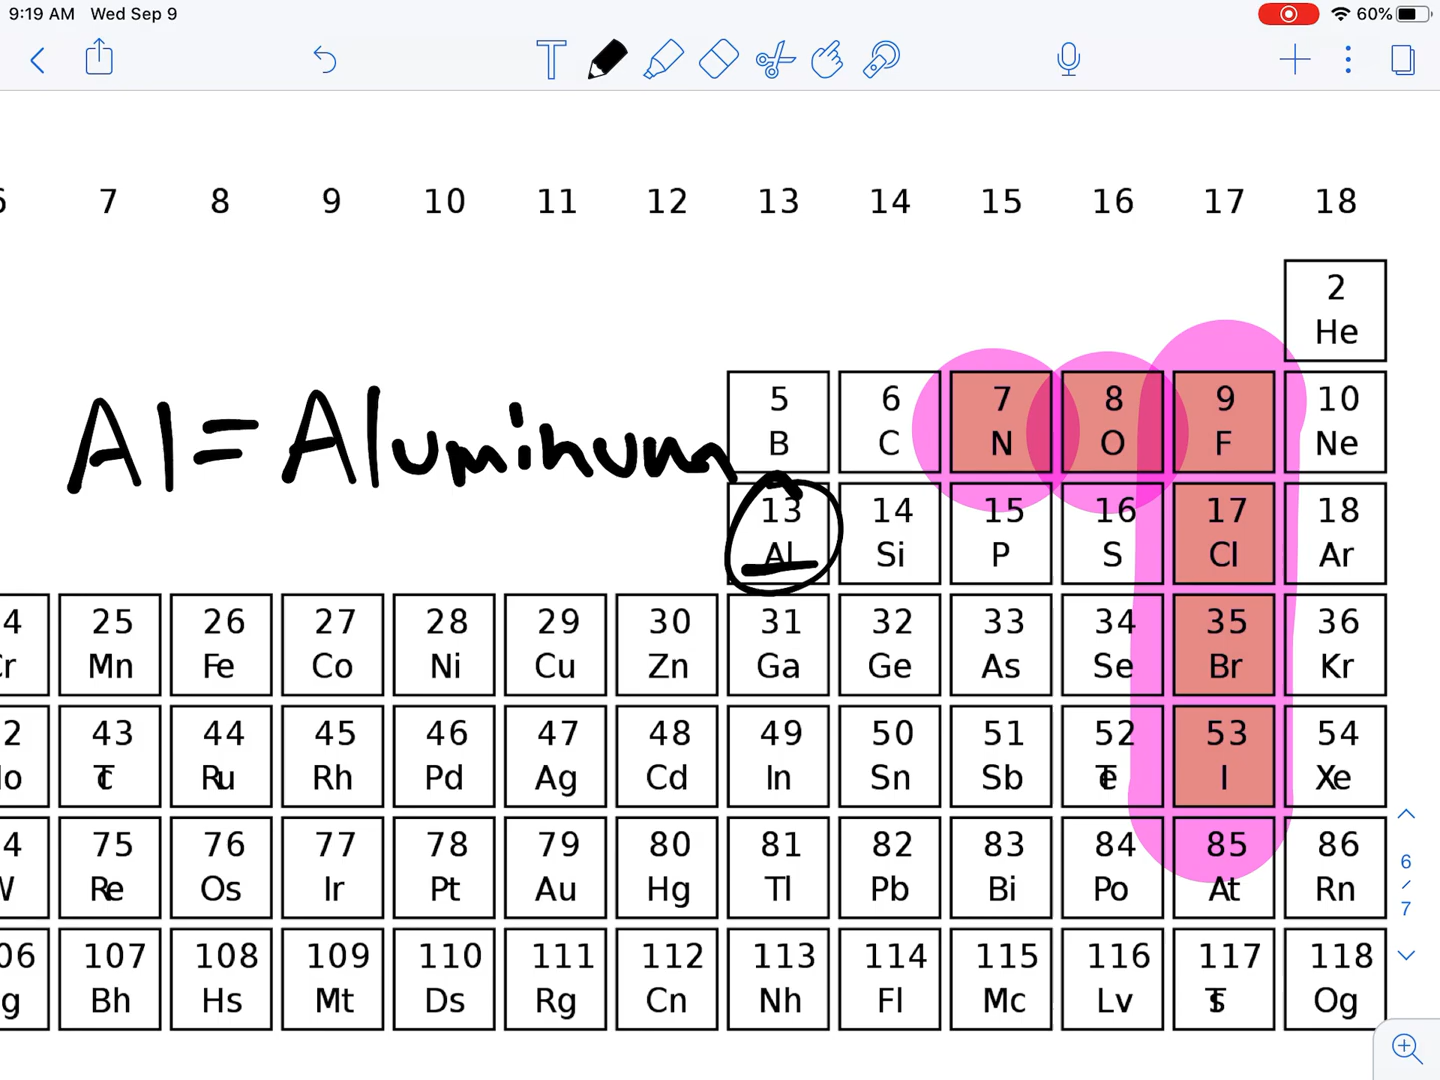 9:19 AM Wed Sep 9 60%
7 8 9 10 11 12 13 14 15 16 17 18
2
He
Al = Aluminum
5 6 7 8 9 10
B C N O F Ne
13 14 15 16 17 18
Al Si P S Cl Ar
4 25 26 27 28 29 30 31 32 33 34 35 36
Cr Mn Fe Co Ni Cu Zn Ga Ge As Se Br Kr
2 43 44 45 46 47 48 49 50 51 52 53 54
Mo Tc Ru Rh Pd Ag Cd In Sn Sb Te I Xe
4 75 76 77 78 79 80 81 82 83 84 85 86
W Re Os Ir Pt Au Hg Tl Pb Bi Po At Rn
06 107 108 109 110 111 112 113 114 115 116 117 118
g Bh Hs Mt Ds Rg Cn Nh Fl Mc Lv Ts Og
6
/
7